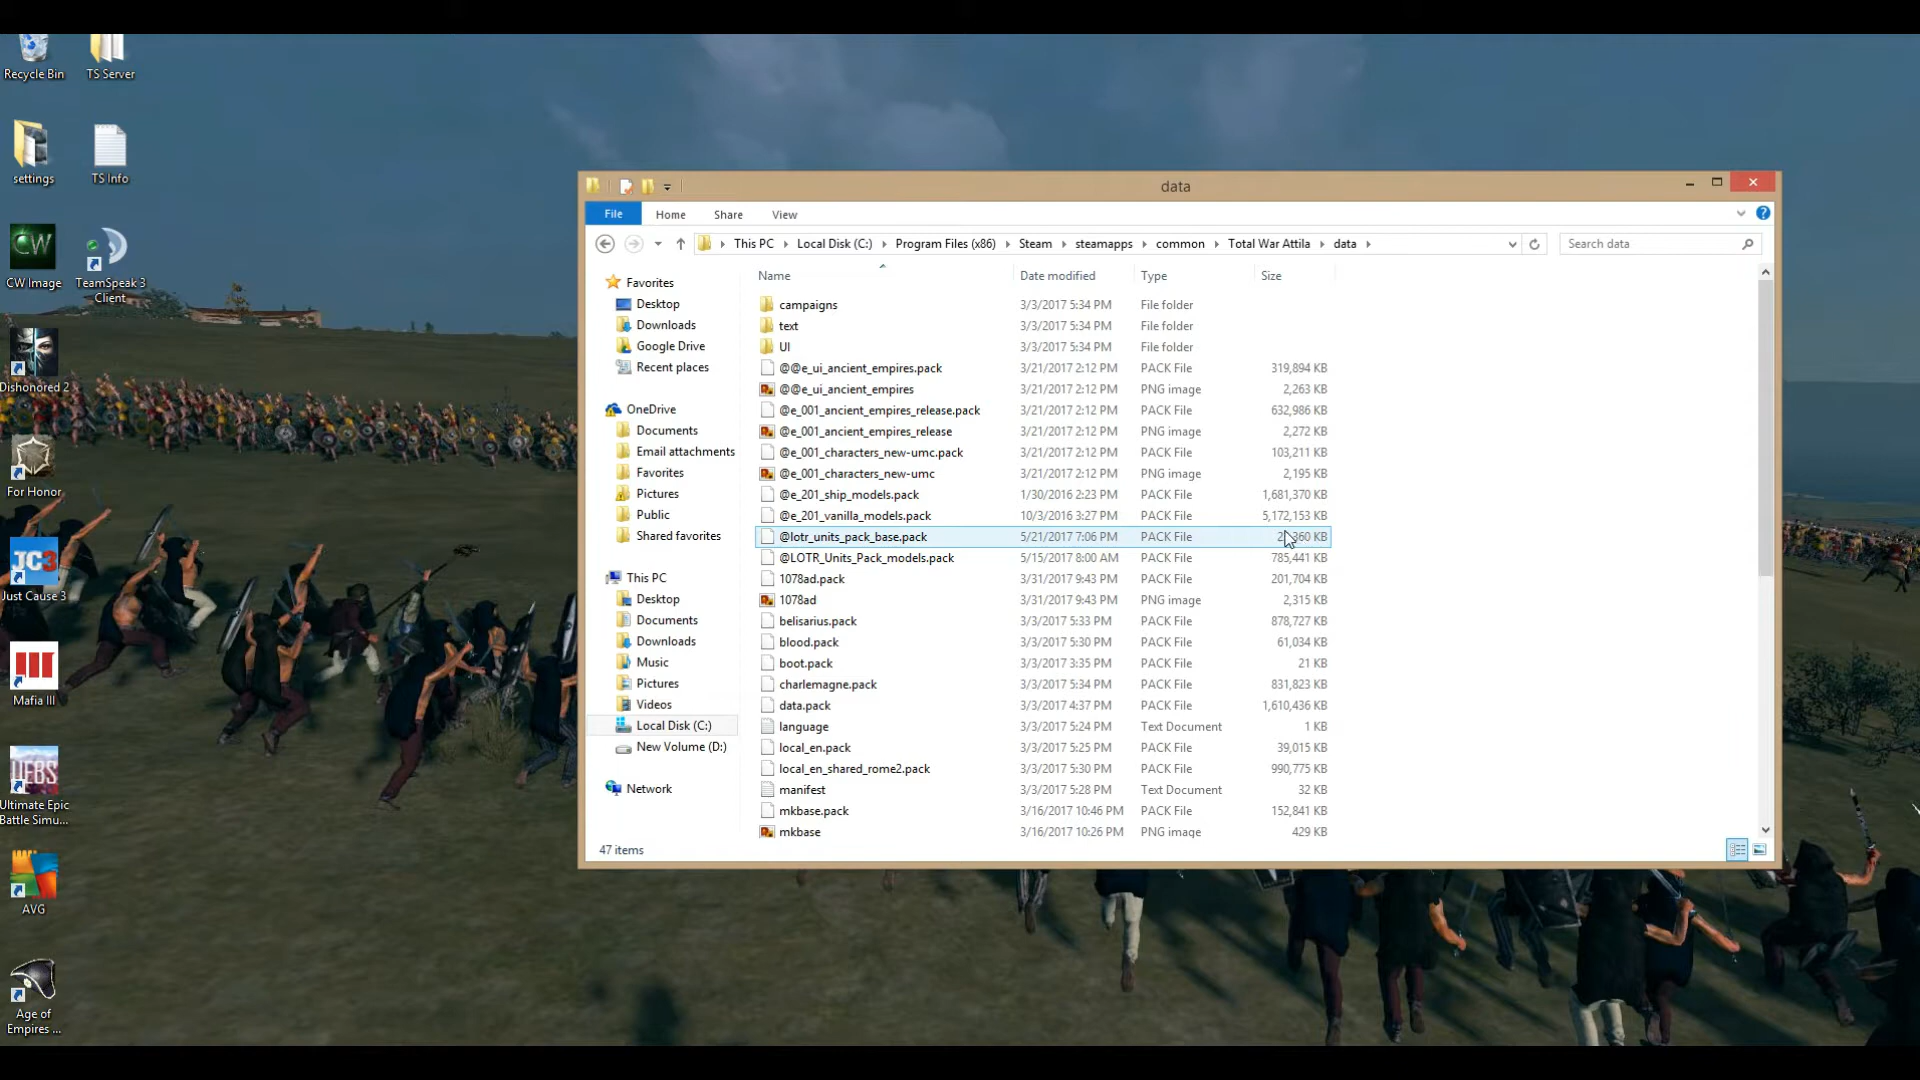 Recycle Bin
TS Server
settings
TS Info
CW
CW Image
TeamSpeak 3
Client
Dishonored 2
For Honor
JC3
Just Cause 3
Mafia III
UEBS
Ultimate Epic
Battle Simu...
AVG
Age of
Empires ...
data
File
Home
Share
View
This PC
Local Disk (C:)
Program Files (x86)
Steam
steamapps
common
Total War Attila
data
Search data
Name
Date modified
Type
Size
Favorites
Desktop
Downloads
Google Drive
Recent places
OneDrive
Documents
Email attachments
Favorites
Pictures
Public
Shared favorites
This PC
Desktop
Documents
Downloads
Music
Pictures
Videos
Local Disk (C:)
New Volume (D:)
Network
campaigns 3/3/2017 5:34 PM File folder
text 3/3/2017 5:34 PM File folder
UI 3/3/2017 5:34 PM File folder
@@e_ui_ancient_empires.pack 3/21/2017 2:12 PM PACK File 319,894 KB
@@e_ui_ancient_empires 3/21/2017 2:12 PM PNG image 2,263 KB
@e_001_ancient_empires_release.pack 3/21/2017 2:12 PM PACK File 632,986 KB
@e_001_ancient_empires_release 3/21/2017 2:12 PM PNG image 2,272 KB
@e_001_characters_new-umc.pack 3/21/2017 2:12 PM PACK File 103,211 KB
@e_001_characters_new-umc 3/21/2017 2:12 PM PNG image 2,195 KB
@e_201_ship_models.pack 1/30/2016 2:23 PM PACK File 1,681,370 KB
@e_201_vanilla_models.pack 10/3/2016 3:27 PM PACK File 5,172,153 KB
@lotr_units_pack_base.pack 5/21/2017 7:06 PM PACK File KB
@LOTR_Units_Pack_models.pack 5/15/2017 8:00 AM PACK File 785,441 KB
1078ad.pack 3/31/2017 9:43 PM PACK File 201,704 KB
1078ad 3/31/2017 9:43 PM PNG image 2,315 KB
belisarius.pack 3/3/2017 5:33 PM PACK File 878,727 KB
blood.pack 3/3/2017 5:30 PM PACK File 61,034 KB
boot.pack 3/3/2017 3:35 PM PACK File 21 KB
charlemagne.pack 3/3/2017 5:34 PM PACK File 831,823 KB
data.pack 3/3/2017 4:37 PM PACK File 1,610,436 KB
language 3/3/2017 5:24 PM Text Document 1 KB
local_en.pack 3/3/2017 5:25 PM PACK File 39,015 KB
local_en_shared_rome2.pack 3/3/2017 5:30 PM PACK File 990,775 KB
manifest 3/3/2017 5:28 PM Text Document 32 KB
mkbase.pack 3/16/2017 10:46 PM PACK File 152,841 KB
mkbase 3/16/2017 10:26 PM PNG image 429 KB
47 items